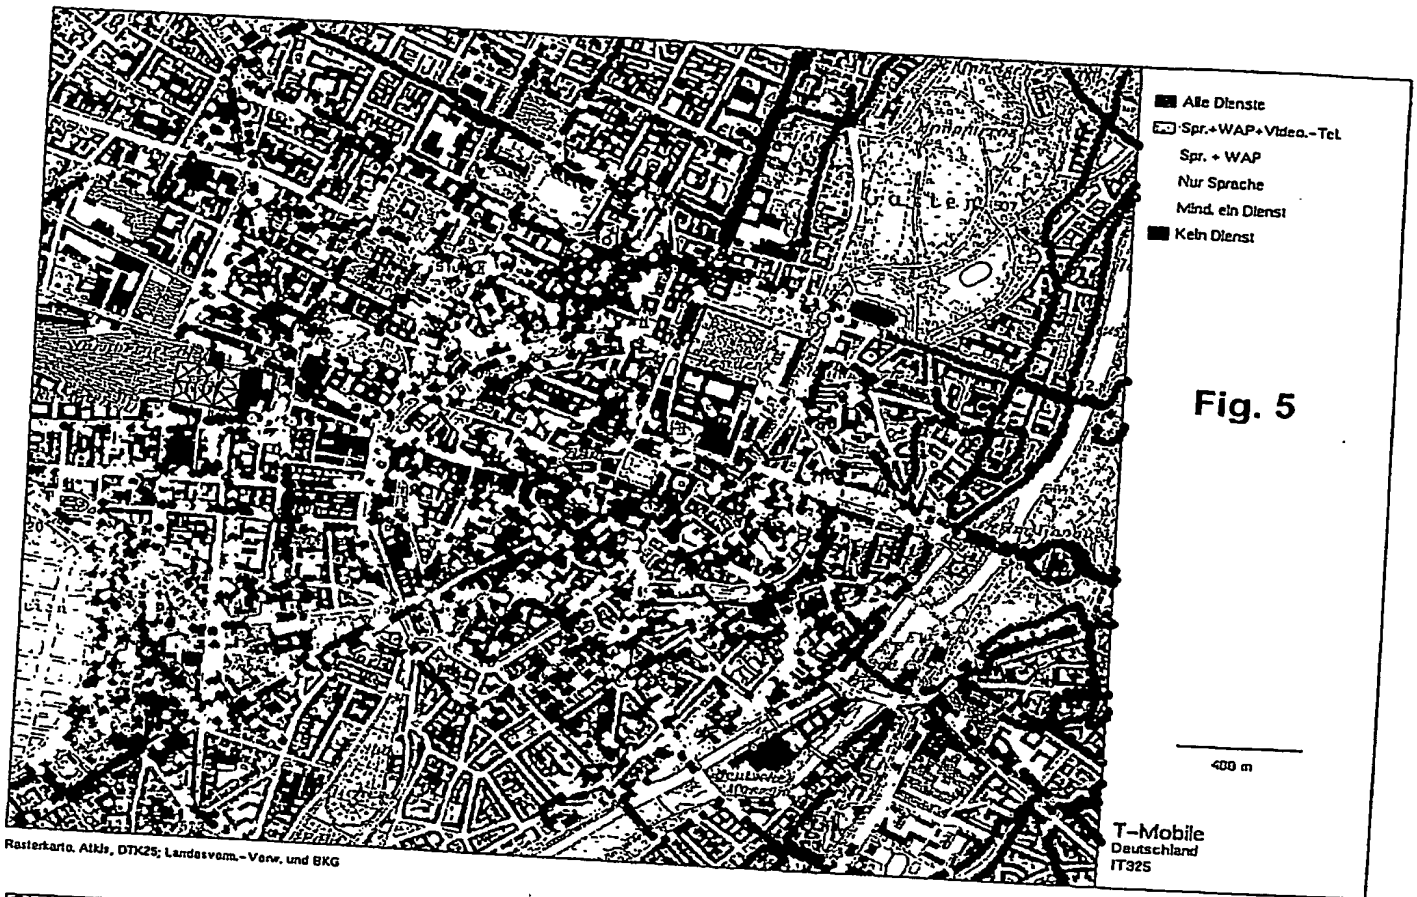 Alle Dienste
Spr.+WAP+Video.-Tel.
Spr. + WAP
Nur Sprache
Mind. ein Dienst
Kein Dienst
Fig. 5
400 m
T-Mobile
Deutschland
IT325
Rasterkarte. Atkis, DTK25; Landesverm.-Verw. und BKG